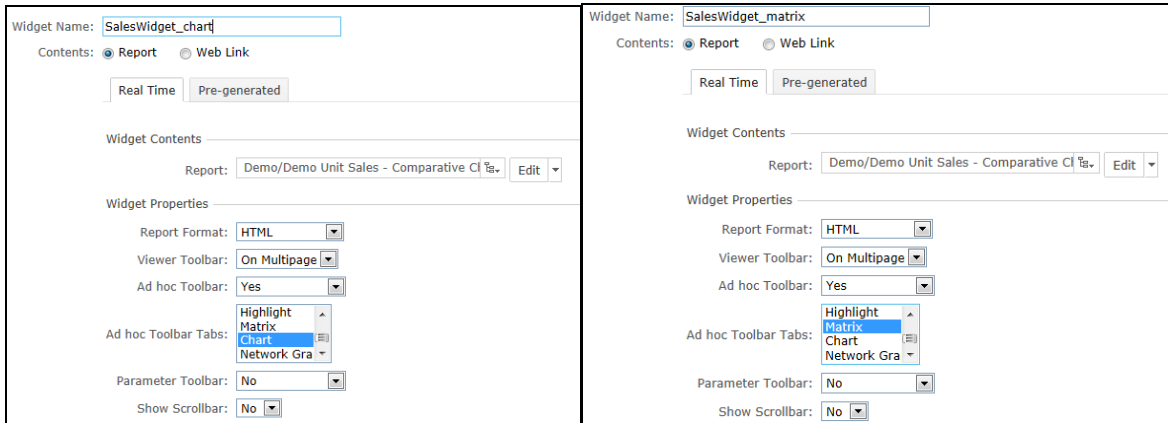 Widget Name: SalesWidget_chart
Contents: Report Web Link
Real Time Pre-generated
Widget Contents
Report: Demo/Demo Unit Sales - Comparative Cl Edit
Widget Properties
Report Format: HTML
Viewer Toolbar: On Multipage
Ad hoc Toolbar: Yes
Ad hoc Toolbar Tabs:
Highlight
Matrix
Chart
Network Gra
Parameter Toolbar: No
Show Scrollbar: No
Widget Name: SalesWidget_matrix
Contents: Report Web Link
Real Time Pre-generated
Widget Contents
Report: Demo/Demo Unit Sales - Comparative Cl Edit
Widget Properties
Report Format: HTML
Viewer Toolbar: On Multipage
Ad hoc Toolbar: Yes
Ad hoc Toolbar Tabs:
Highlight
Matrix
Chart
Network Gra
Parameter Toolbar: No
Show Scrollbar: No